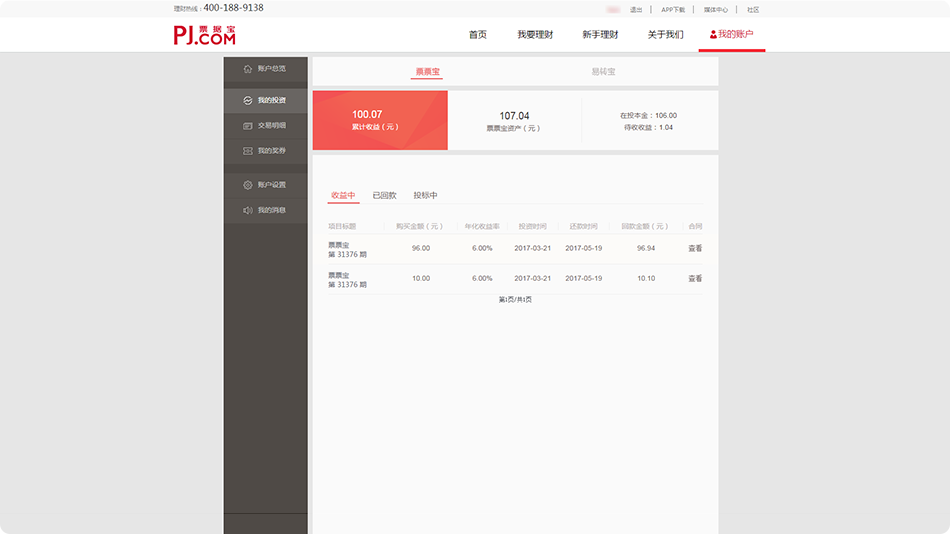 理财热线：400-188-9138
退出 | APP下载 | 媒体中心 | 社区
PJ.COM 票据宝
首页 我要理财 新手理财 关于我们 我的账户
账户总览
我的投资
交易明细
我的奖券
账户设置
我的消息
票票宝 易转宝
100.07
累计收益（元）
107.04
票票宝资产（元）
在投本金：106.00
待收收益：1.04
收益中 已回款 投标中
项目标题 购买金额（元） 年化收益率 投资时间 还款时间 回款金额（元） 合同
票票宝
第 31376 期 96.00 6.00% 2017-03-21 2017-05-19 96.94 查看
票票宝
第 31376 期 10.00 6.00% 2017-03-21 2017-05-19 10.10 查看
第1页/共1页